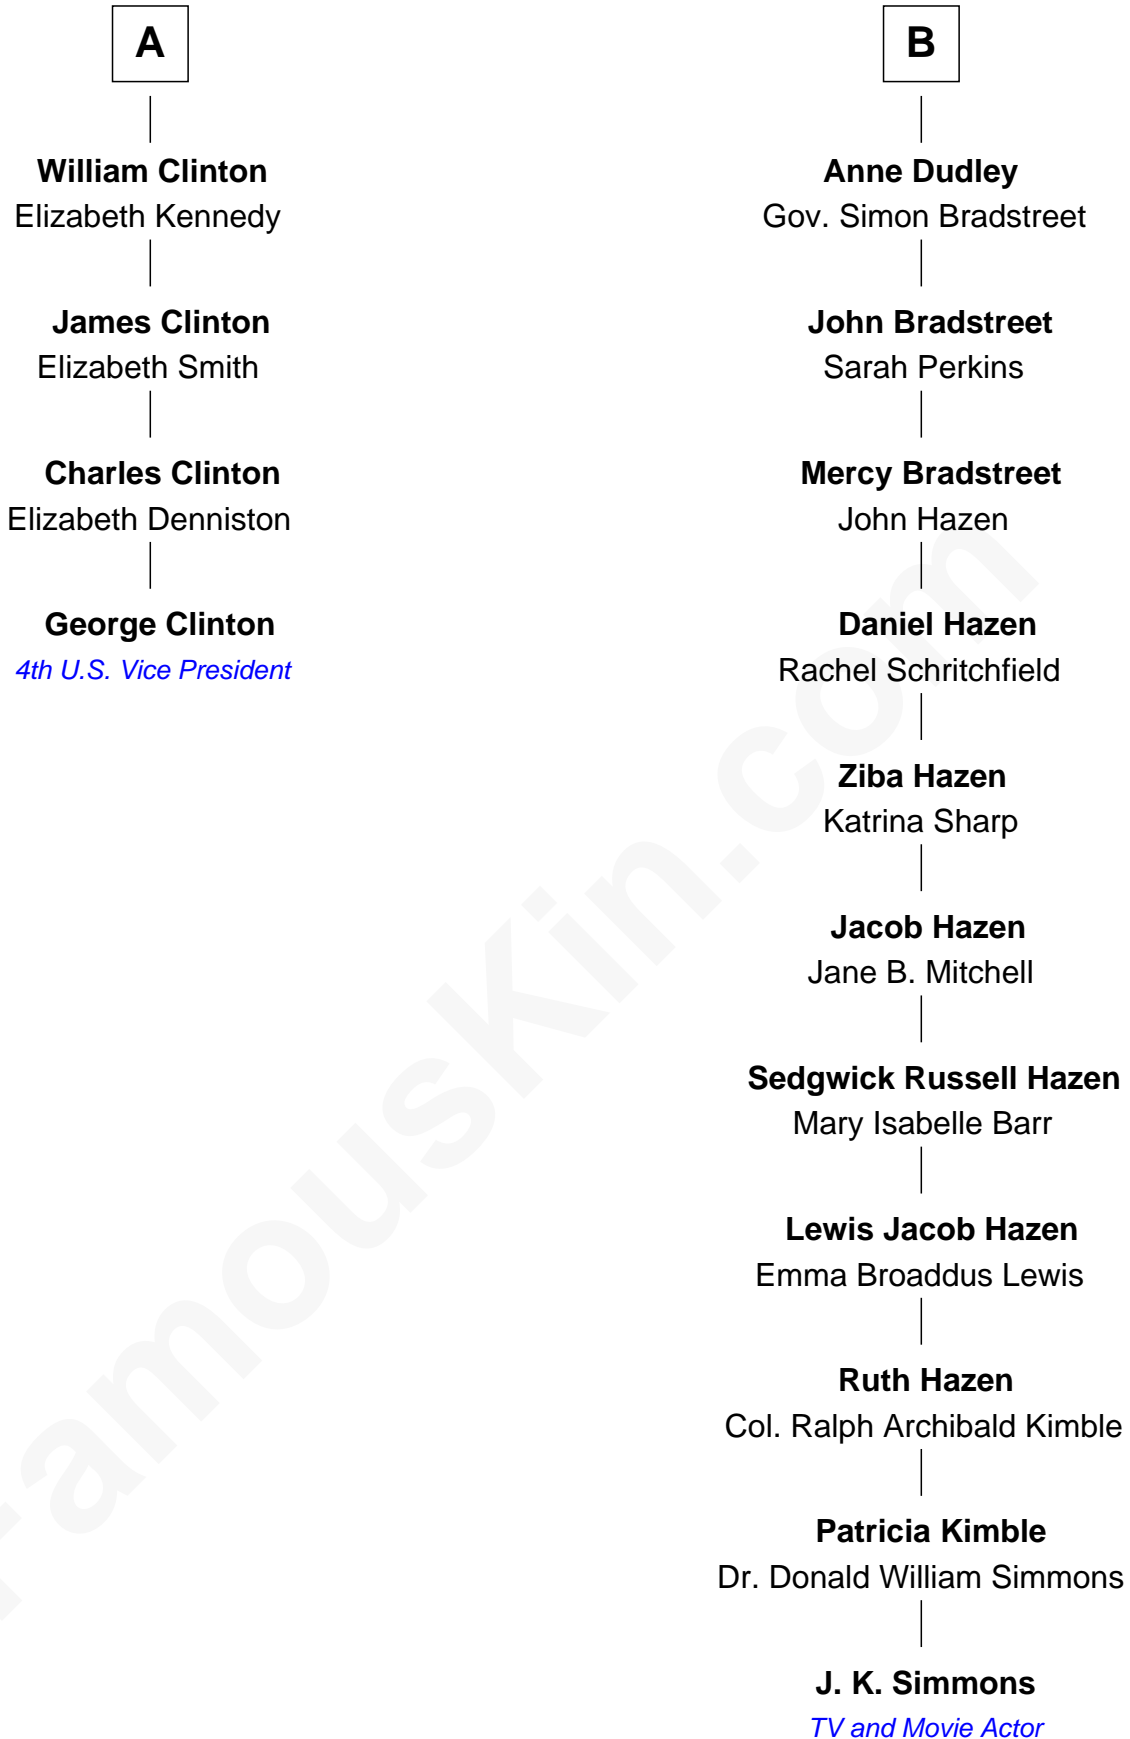 A
William Clinton
Elizabeth Kennedy
James Clinton
Elizabeth Smith
Charles Clinton
Elizabeth Denniston
George Clinton
4th U.S. Vice President
B
Anne Dudley
Gov. Simon Bradstreet
John Bradstreet
Sarah Perkins
Mercy Bradstreet
John Hazen
Daniel Hazen
Rachel Schritchfield
Ziba Hazen
Katrina Sharp
Jacob Hazen
Jane B. Mitchell
Sedgwick Russell Hazen
Mary Isabelle Barr
Lewis Jacob Hazen
Emma Broaddus Lewis
Ruth Hazen
Col. Ralph Archibald Kimble
Patricia Kimble
Dr. Donald William Simmons
J. K. Simmons
TV and Movie Actor
FamousKin.com